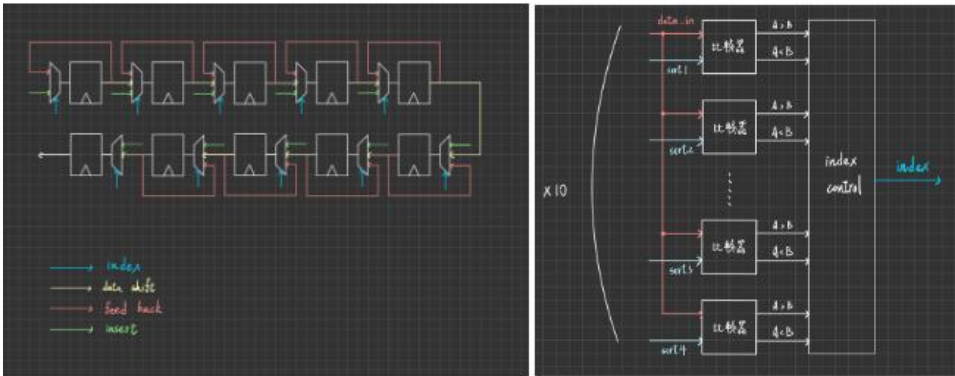 index
data shift
feed back
insert
data_in
比较器
A>B
A<B
sort1
比较器
A>B
A<B
sort2
×10
index
control
index
比较器
A>B
A<B
sort3
比较器
A>B
A<B
sort4